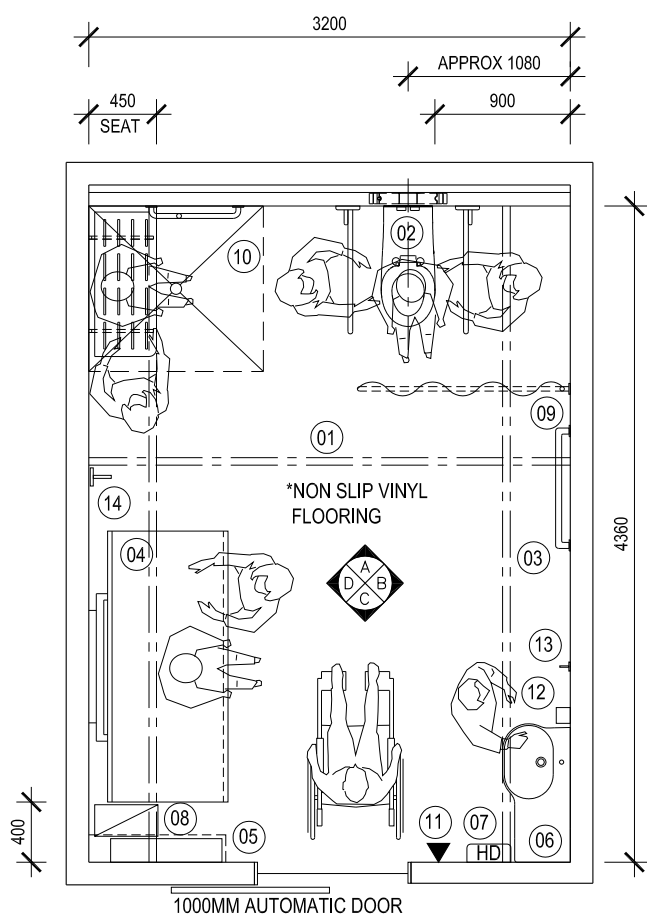 3200
APPROX 1080
450
SEAT
900
02
10
09
01
*NON SLIP VINYL
FLOORING
14
04
03
4360
A
D B
C
13
12
400
08
05
11
07
HD
06
1000MM AUTOMATIC DOOR